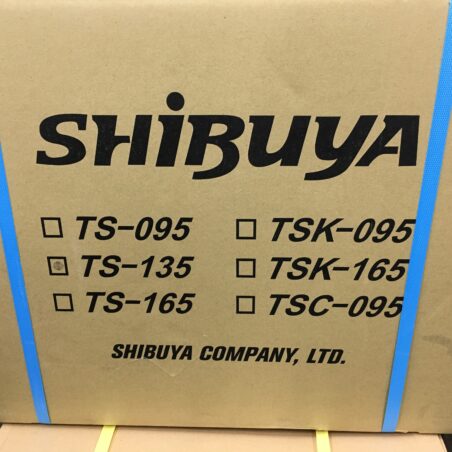 SHIBUYA
TS-095 TSK-095
TS-135 TSK-165
TS-165 TSC-095
SHIBUYA COMPANY, LTD.